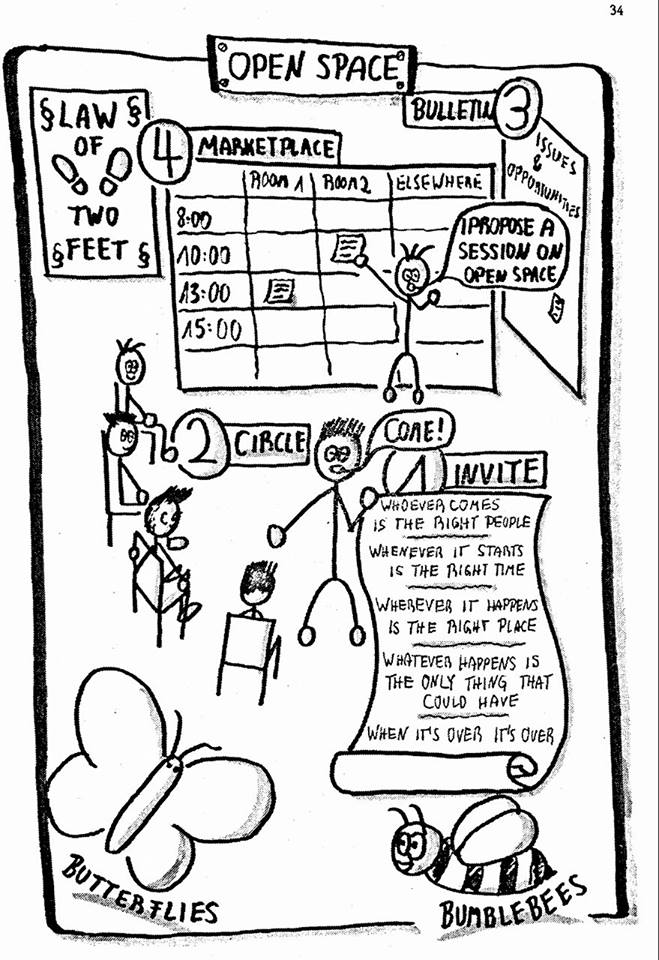 34
OPEN SPACE
§ LAW §
OF
TWO
§ FEET §
4 MARKETPLACE
BULLETIN 3
ISSUES
&
OPPORTUNITIES
ROOM 1 ROOM 2 ELSEWHERE
8:00
10:00
13:00
15:00
I PROPOSE A
SESSION ON
OPEN SPACE
2 CIRCLE
COME!
1 INVITE
WHOEVER COMES
IS THE RIGHT PEOPLE
WHENEVER IT STARTS
IS THE RIGHT TIME
WHEREVER IT HAPPENS
IS THE RIGHT PLACE
WHATEVER HAPPENS IS
THE ONLY THING THAT
COULD HAVE
WHEN IT'S OVER IT'S OVER
BUTTERFLIES
BUMBLEBEES